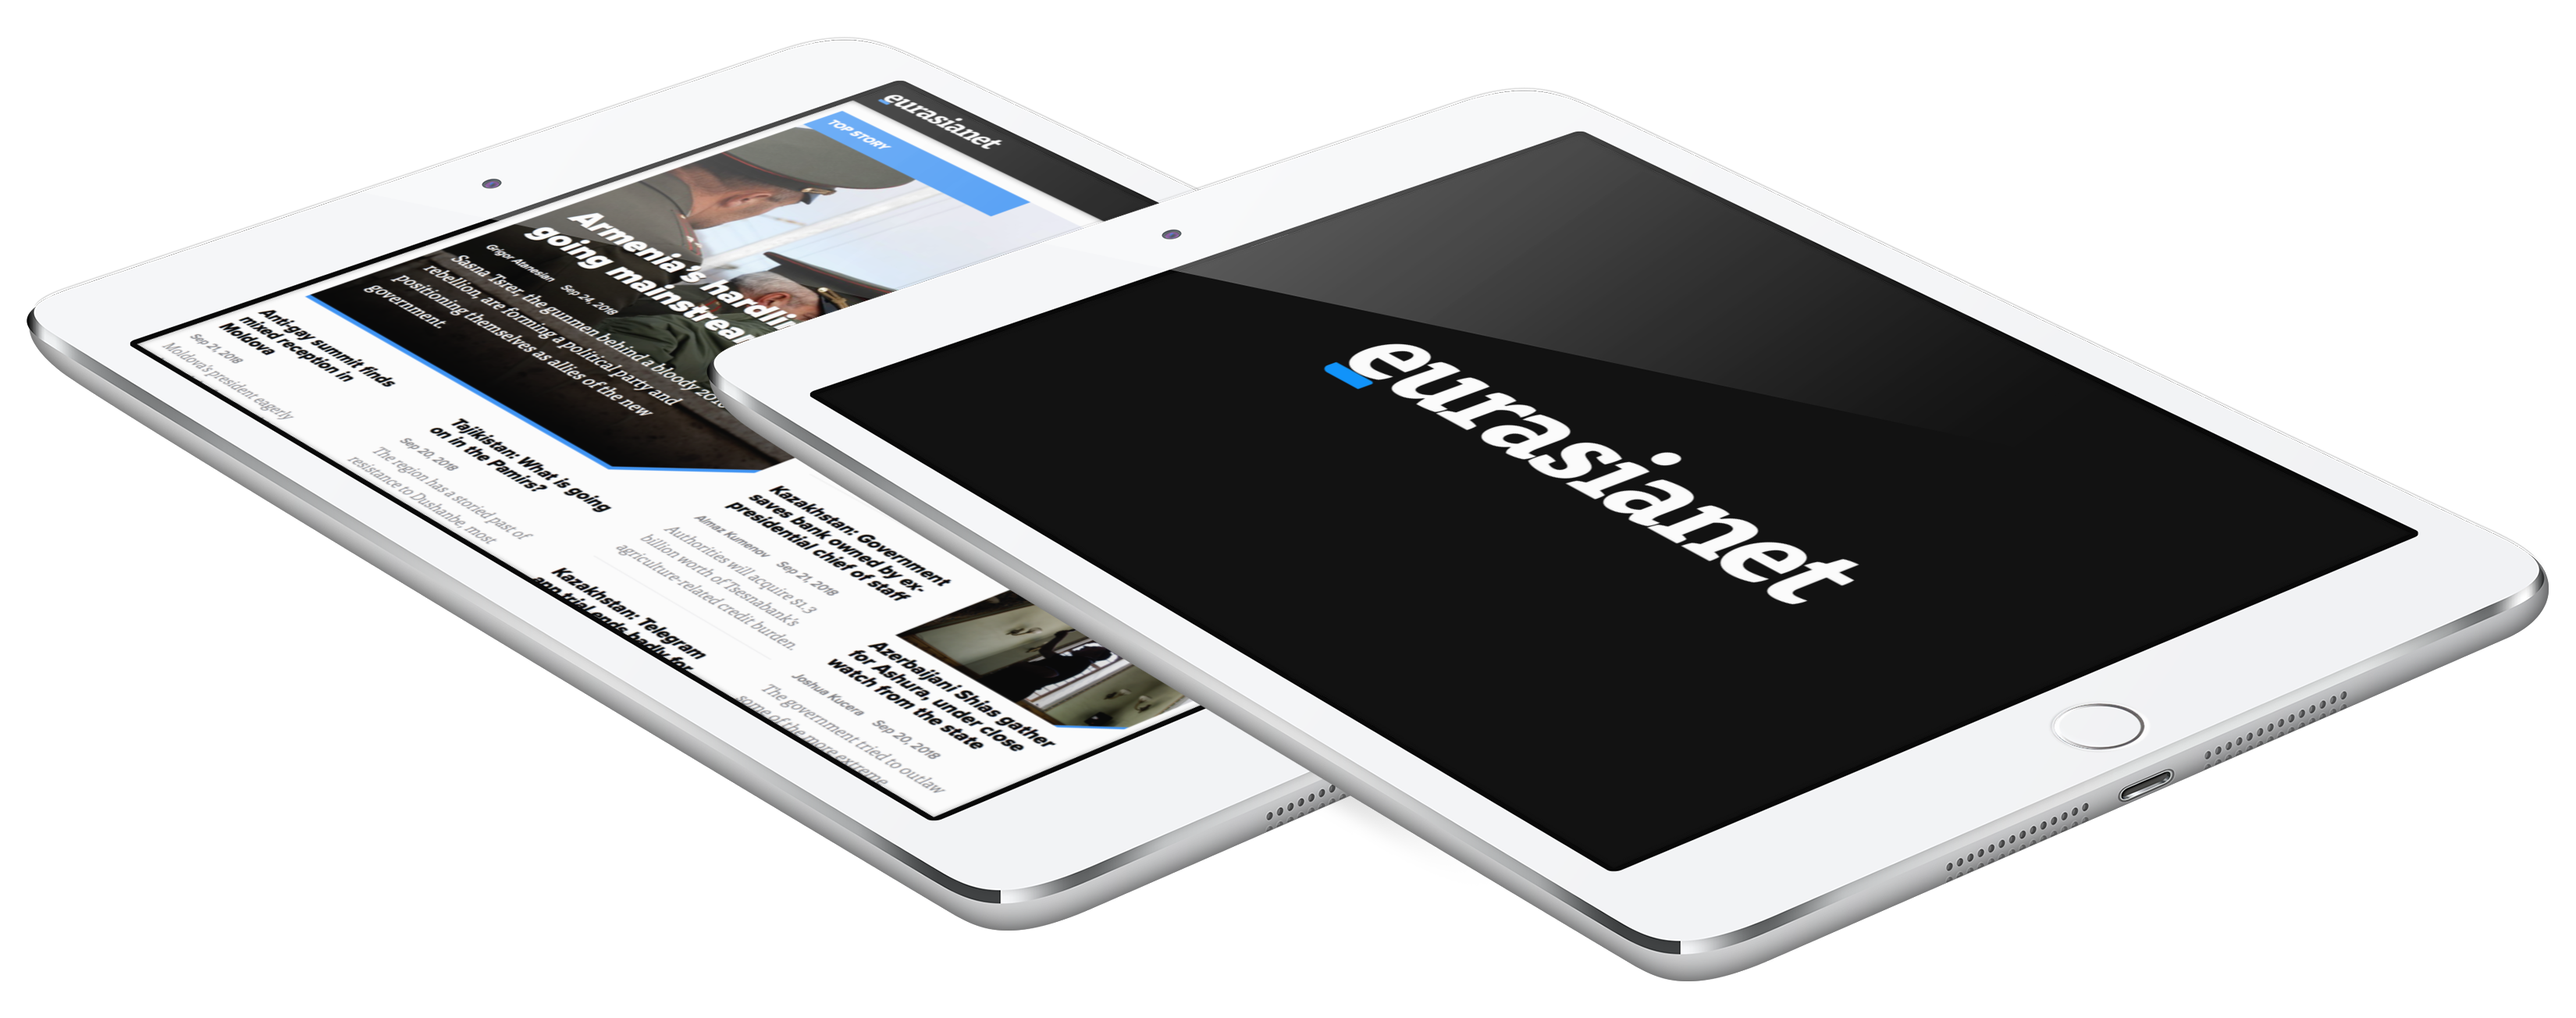 eurasianet
TOP STORY
Armenia's
going
Grigor Atanesian Sep 24, 2018
Sasna Tsrer, the gunmen behind a bloody
rebellion, are forming a political party and
positioning themselves as allies of the new
government.
Anti-gay summit finds
mixed reception in
Moldova
Sep 21, 2018
Moldova's president eagerly
Tajikistan: What is going
on in the Pamirs?
Sep 20, 2018
The region has a storied past of
resistance to Dushanbe, most
Kazakhstan: Government
saves bank owned by ex-
presidential chief of staff
Almaz Kumenov Sep 21, 2018
Authorities will acquire $1.3
billion worth of Tsesnabank's
agriculture-related credit burden.
Kazakhstan: Telegram
app trial ends badly for
Azerbaijani Shias gather
for Ashura, under close
watch from the state
Joshua Kucera Sep 20, 2018
The government tried to outlaw
some of the more extreme
eurasianet